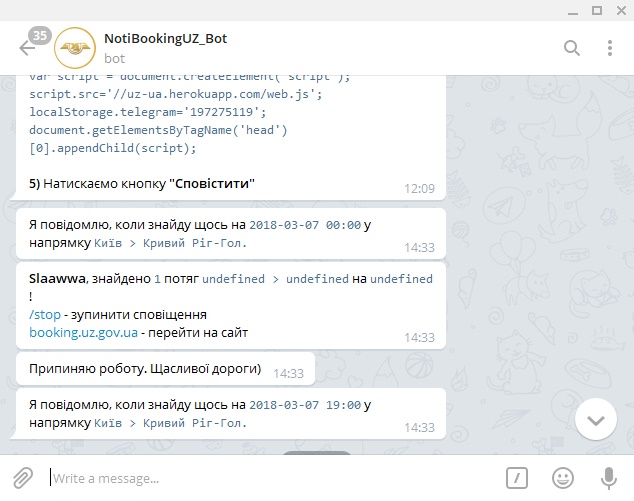 35
NotiBookingUZ_Bot
bot
var script = document.createElement('script');
script.src='//uz-ua.herokuapp.com/web.js';
localStorage.telegram='197275119';
document.getElementsByTagName('head')
[0].appendChild(script);
5) Натискаємо кнопку "Сповістити"
12:09
Я повідомлю, коли знайду щось на 2018-03-07 00:00 у
напрямку Київ > Кривий Ріг-Гол.
14:33
Slaawwa, знайдено 1 потяг undefined > undefined на undefined
!
/stop - зупинити сповіщення
booking.uz.gov.ua - перейти на сайт
14:33
Припиняю роботу. Щасливої дороги)
14:33
Я повідомлю, коли знайду щось на 2018-03-07 19:00 у
напрямку Київ > Кривий Ріг-Гол.
14:33
Write a message...